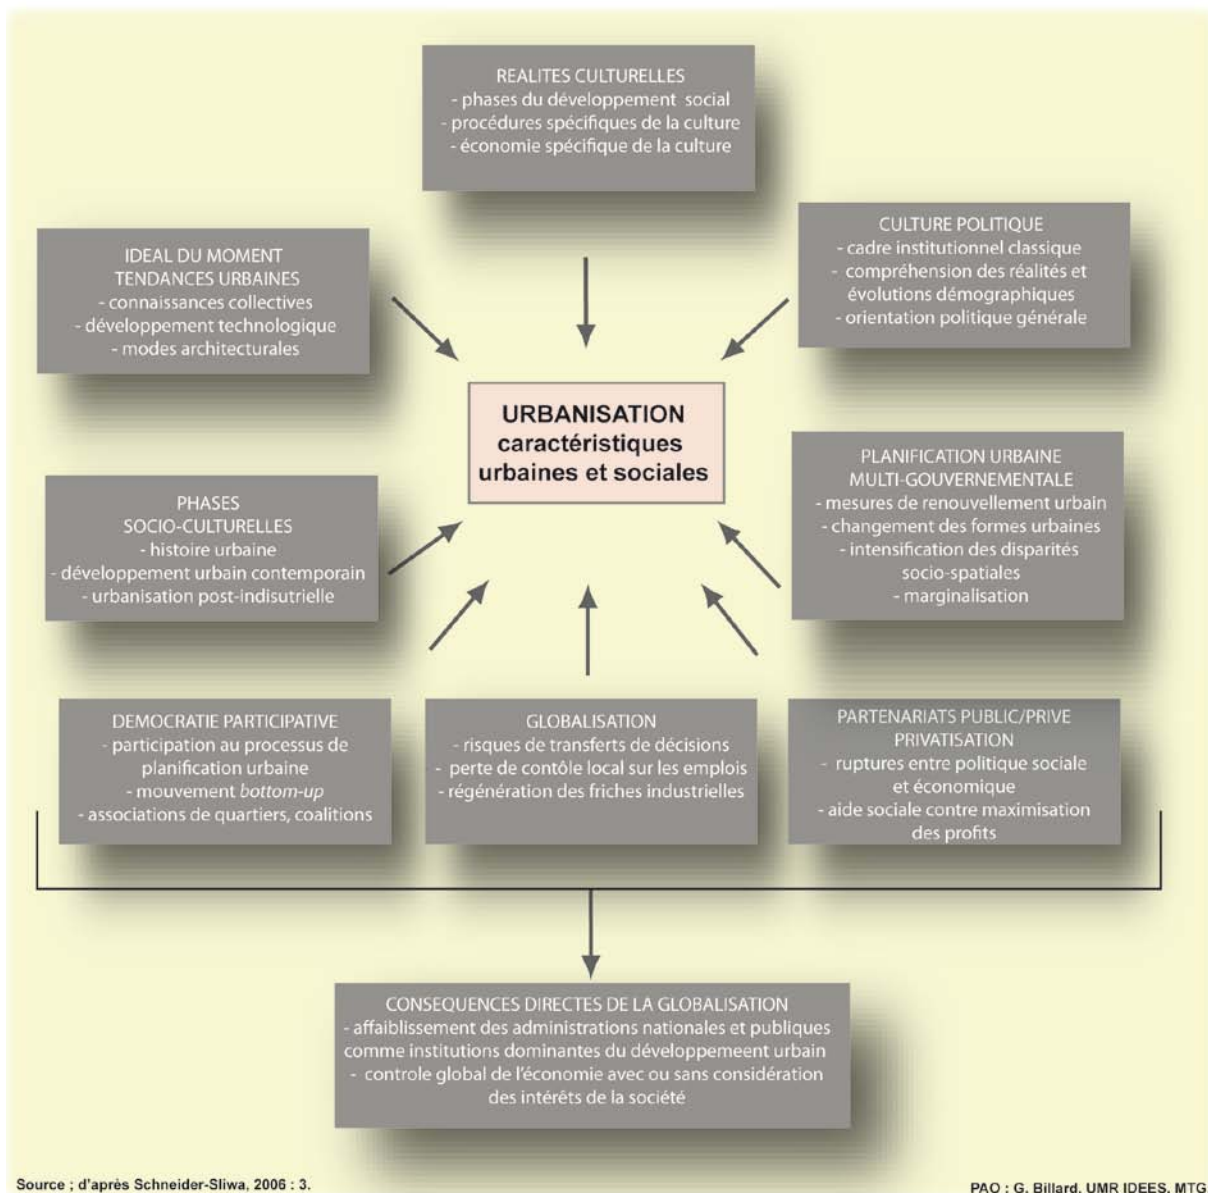 REALITES CULTURELLES
- phases du développement social
- procédures spécifiques de la culture
- économie spécifique de la culture
IDEAL DU MOMENT
TENDANCES URBAINES
- connaissances collectives
- développement technologique
- modes architecturales
CULTURE POLITIQUE
- cadre institutionnel classique
- compréhension des réalités et
évolutions démographiques
- orientation politique générale
URBANISATION
caractéristiques
urbaines et sociales
PHASES
SOCIO-CULTURELLES
- histoire urbaine
- développement urbain contemporain
- urbanisation post-indisutrielle
PLANIFICATION URBAINE
MULTI-GOUVERNEMENTALE
- mesures de renouvellement urbain
- changement des formes urbaines
- intensification des disparités
socio-spatiales
- marginalisation
DEMOCRATIE PARTICIPATIVE
- participation au processus de
planification urbaine
- mouvement bottom-up
- associations de quartiers, coalitions
GLOBALISATION
- risques de transferts de décisions
- perte de contôle local sur les emplois
- régénération des friches industrielles
PARTENARIATS PUBLIC/PRIVE
PRIVATISATION
- ruptures entre politique sociale
et économique
- aide sociale contre maximisation
des profits
CONSEQUENCES DIRECTES DE LA GLOBALISATION
- affaiblissement des administrations nationales et publiques
comme institutions dominantes du développemeent urbain
- controle global de l'économie avec ou sans considération
des intérêts de la société
Source ; d'après Schneider-Sliwa, 2006 : 3.
PAO : G. Billard, UMR IDEES, MTG